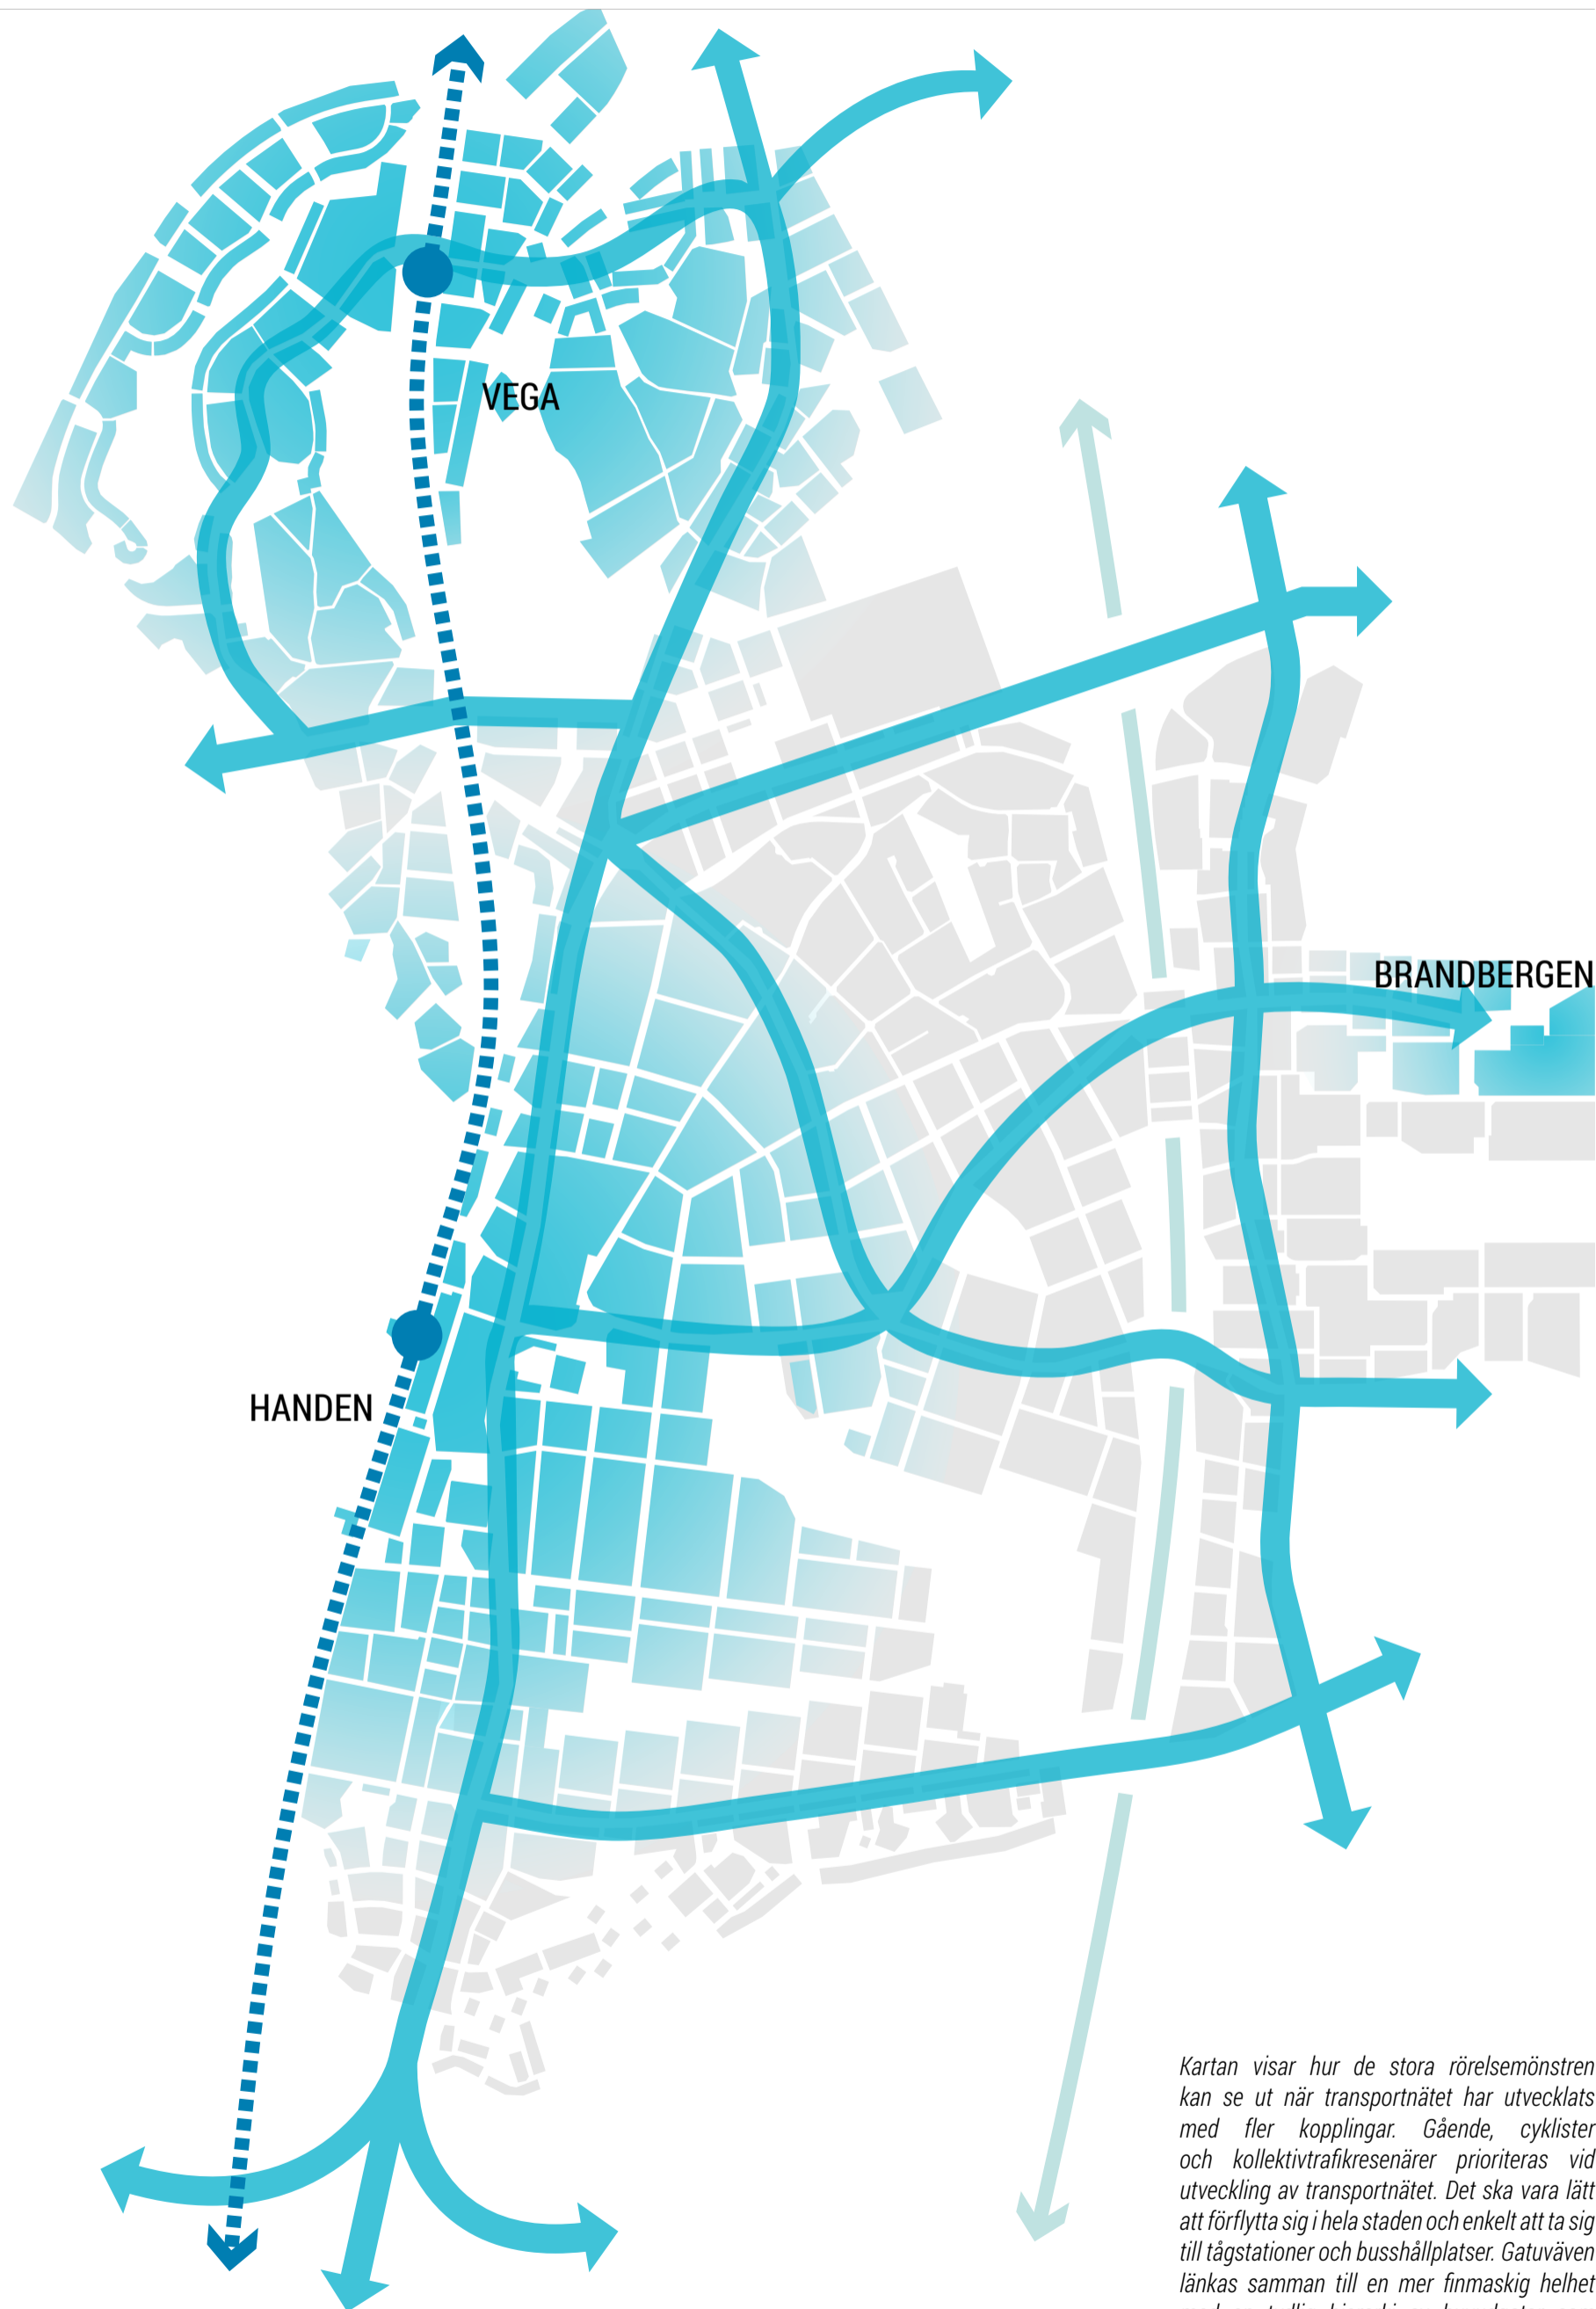 VEGA
BRANDBERGEN
HANDEN
Kartan visar hur de stora rörelsemönstren
kan se ut när transportnätet har utvecklats
med fler kopplingar. Gående, cyklister
och kollektivtrafikresenärer prioriteras vid
utveckling av transportnätet. Det ska vara lätt
att förflytta sig i hela staden och enkelt att ta sig
till tågstationer och busshållplatser. Gatuväven
länkas samman till en mer finmaskig helhet